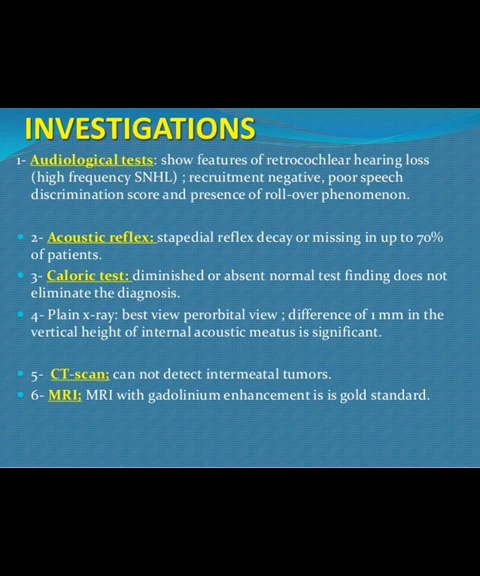 INVESTIGATIONS
1- Audiological tests: show features of retrocochlear hearing loss
(high frequency SNHL) ; recruitment negative, poor speech
discrimination score and presence of roll-over phenomenon.
2- Acoustic reflex: stapedial reflex decay or missing in up to 70%
of patients.
3- Caloric test: diminished or absent normal test finding does not
eliminate the diagnosis.
4- Plain x-ray: best view perorbital view ; difference of 1 mm in the
vertical height of internal acoustic meatus is significant.
5- CT-scan; can not detect intermeatal tumors.
6- MRI; MRI with gadolinium enhancement is is gold standard.